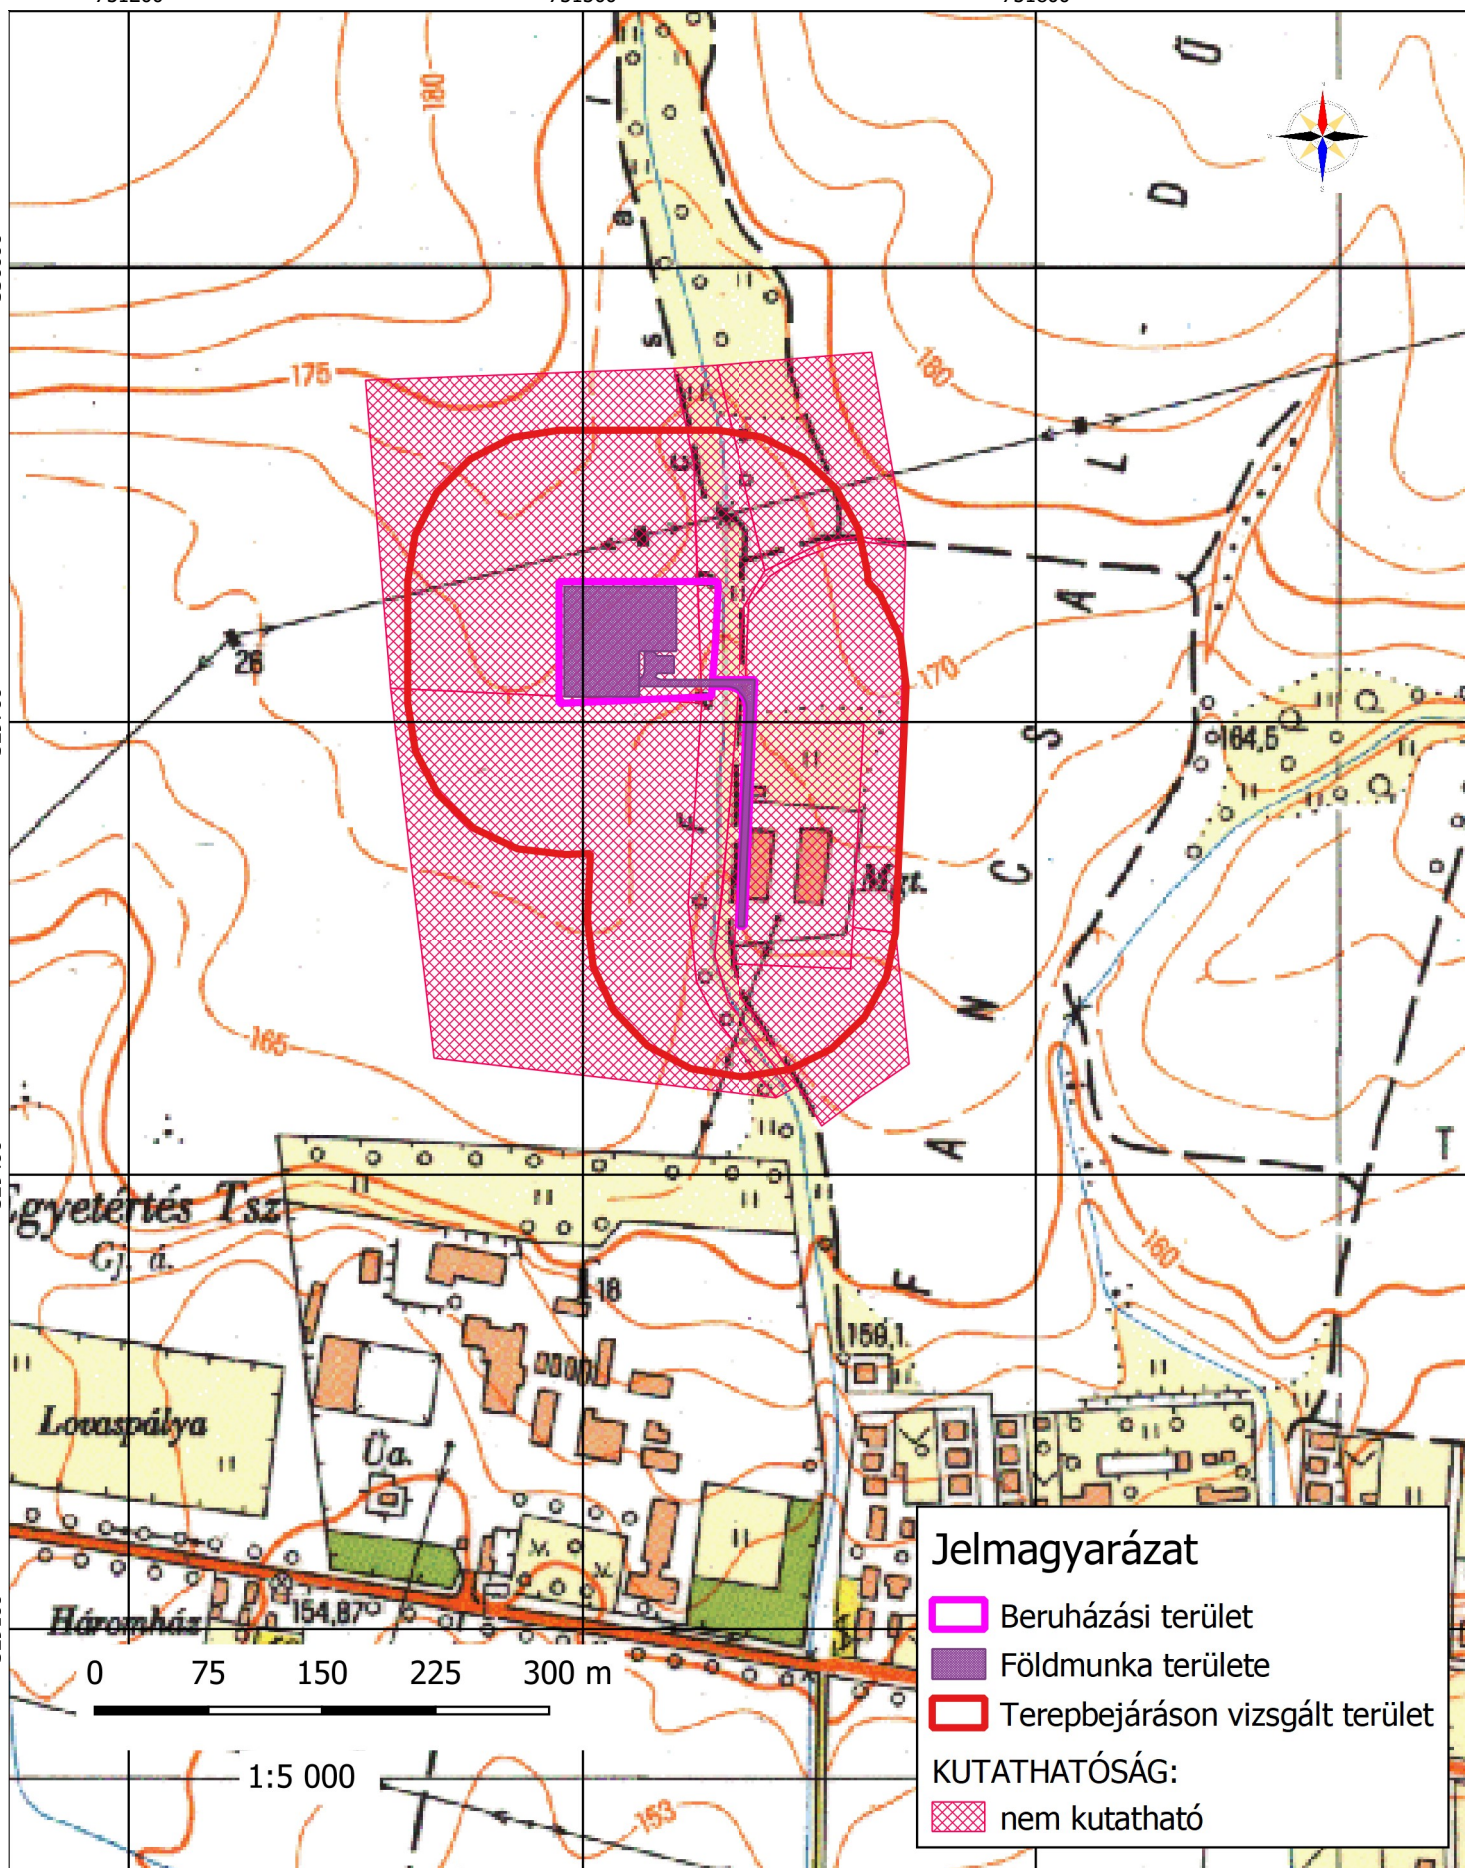 180
175
180
26
170
164,5
Mgt.
165
Egyetértés Tsz
Gj. á.
160
18
159,1
Lovaspálya
Üa.
Háromház
154,87
153
0 75 150 225 300 m
1:5 000
Jelmagyarázat
Beruházási terület
Földmunka területe
Terepbejáráson vizsgált terület
KUTATHATÓSÁG:
nem kutatható